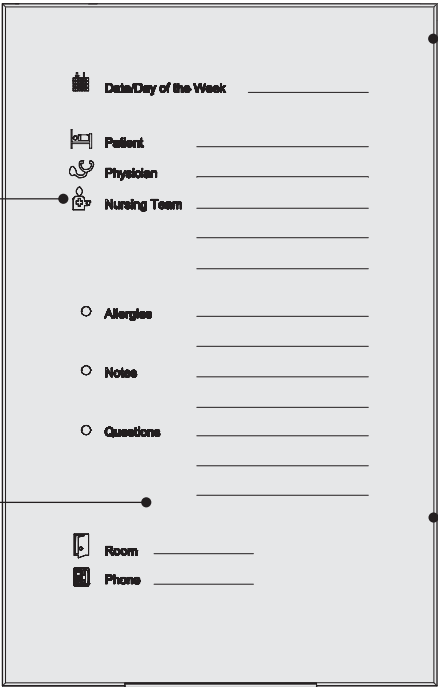 Date/Day of the Week
Patient
Physician
Nursing Team
Allergies
Notes
Questions
Room
Phone